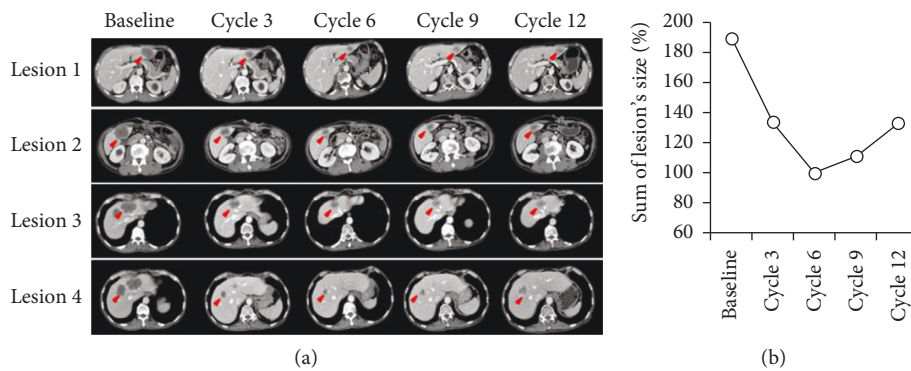 Baseline Cycle 3 Cycle 6 Cycle 9 Cycle 12
Lesion 1
Lesion 2
Lesion 3
Lesion 4
(a)
Sum of lesion's size (%)
200
180
160
140
120
100
80
60
Baseline
Cycle 3
Cycle 6
Cycle 9
Cycle 12
(b)